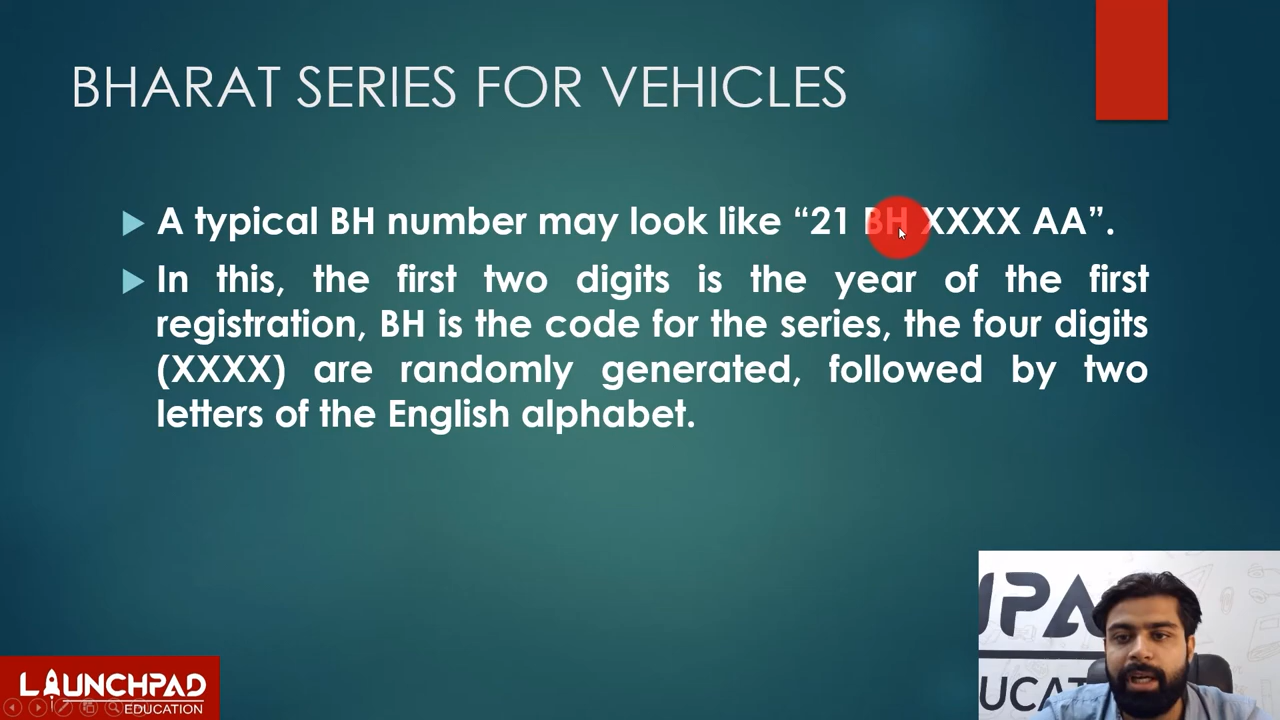 BHARAT SERIES FOR VEHICLES
A typical BH number may look like “21 BH XXXX AA”.
In this, the first two digits is the year of the first
registration, BH is the code for the series, the four digits
(XXXX) are randomly generated, followed by two
letters of the English alphabet.
LAUNCHPAD
EDUCATION